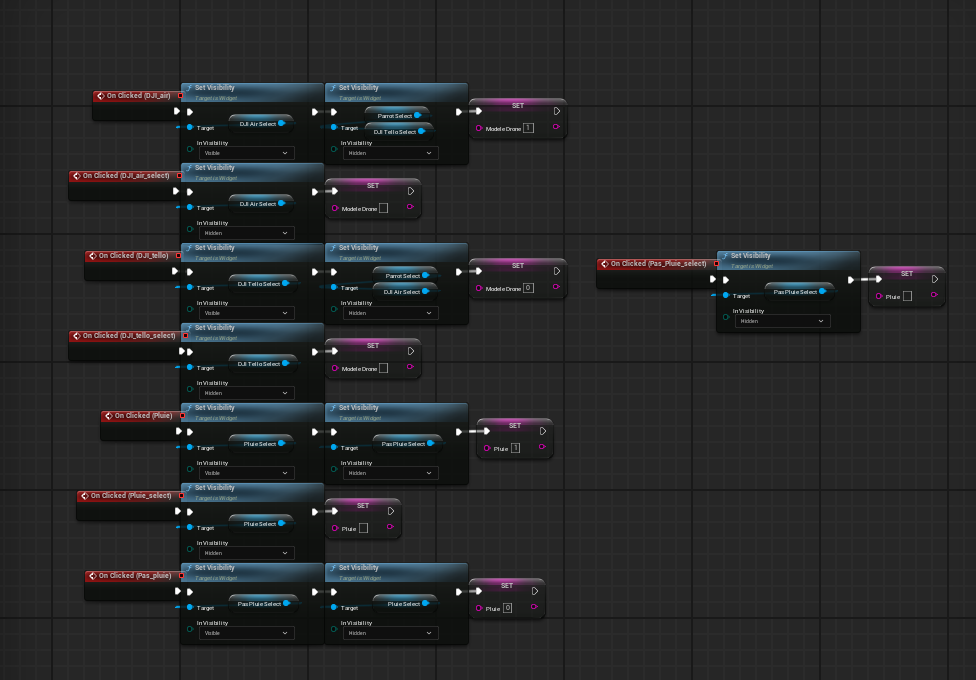 On Clicked (DJI_air)
Set Visibility
Target is Widget
Target
DJI Air Select
In Visibility
Visible
Set Visibility
Target is Widget
Parrot Select
Target
DJI Tello Select
In Visibility
Hidden
SET
Modele Drone 1
On Clicked (DJI_air_select)
Set Visibility
Target is Widget
Target
DJI Air Select
In Visibility
Hidden
SET
Modele Drone
On Clicked (DJI_tello)
Set Visibility
Target is Widget
Target
DJI Tello Select
In Visibility
Visible
Set Visibility
Target is Widget
Parrot Select
Target
DJI Air Select
In Visibility
Hidden
SET
Modele Drone 0
On Clicked (DJI_tello_select)
Set Visibility
Target is Widget
Target
DJI Tello Select
In Visibility
Hidden
SET
Modele Drone
On Clicked (Pluie)
Set Visibility
Target is Widget
Target
Pluie Select
In Visibility
Visible
Set Visibility
Target is Widget
Target
Pas Pluie Select
In Visibility
Hidden
SET
Pluie 1
On Clicked (Pluie_select)
Set Visibility
Target is Widget
Target
Pluie Select
In Visibility
Hidden
SET
Pluie
On Clicked (Pas_pluie)
Set Visibility
Target is Widget
Target
Pas Pluie Select
In Visibility
Visible
Set Visibility
Target is Widget
Target
Pluie Select
In Visibility
Hidden
SET
Pluie 0
On Clicked (Pas_Pluie_select)
Set Visibility
Target is Widget
Target
Pas Pluie Select
In Visibility
Hidden
SET
Pluie